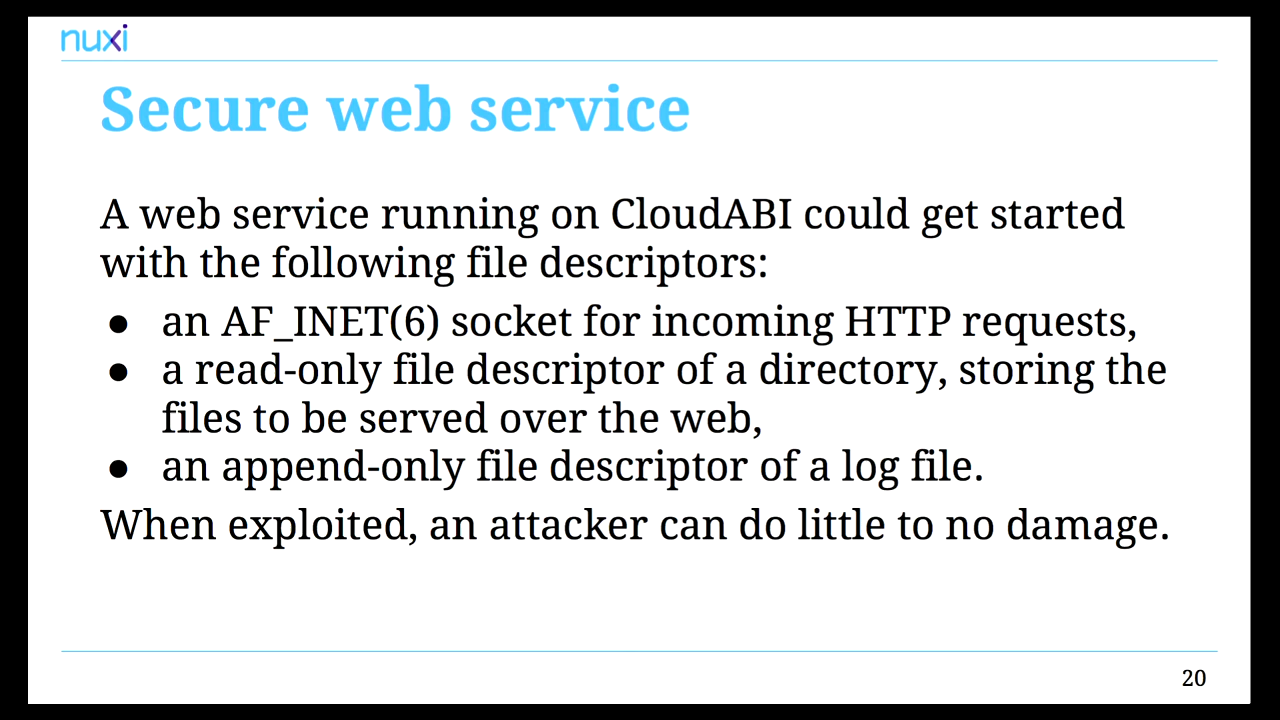 nuxi
Secure web service
A web service running on CloudABI could get started
with the following file descriptors:
● an AF_INET(6) socket for incoming HTTP requests,
● a read-only file descriptor of a directory, storing the
files to be served over the web,
● an append-only file descriptor of a log file.
When exploited, an attacker can do little to no damage.
20